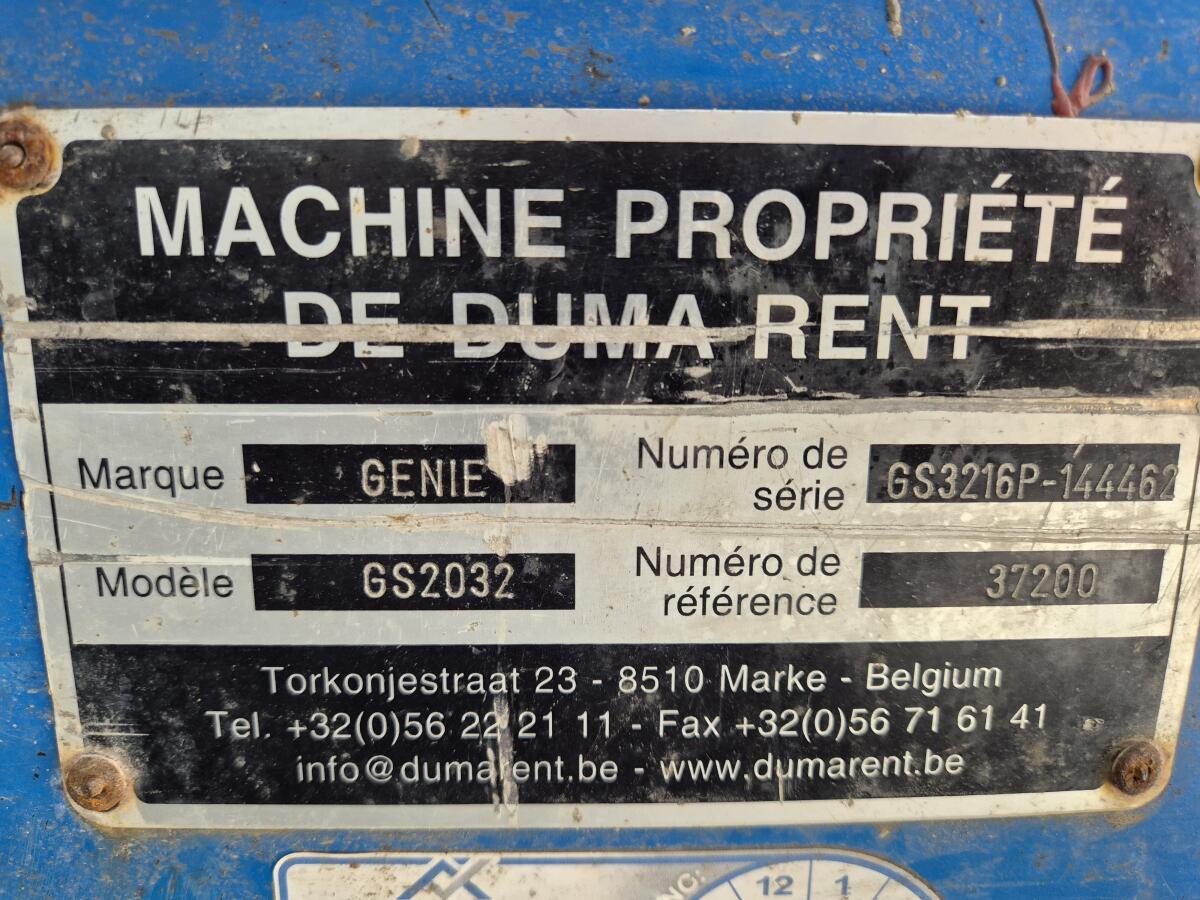 MACHINE PROPRIÉTÉ
DE DUMA RENT
Marque GENIE
Numéro de
série GS3216P-144462
Modèle GS2032
Numéro de
référence 37200
Torkonjestraat 23 - 8510 Marke - Belgium
Tel. +32(0)56 22 21 11 - Fax +32(0)56 71 61 41
info@dumarent.be - www.dumarent.be
12 1